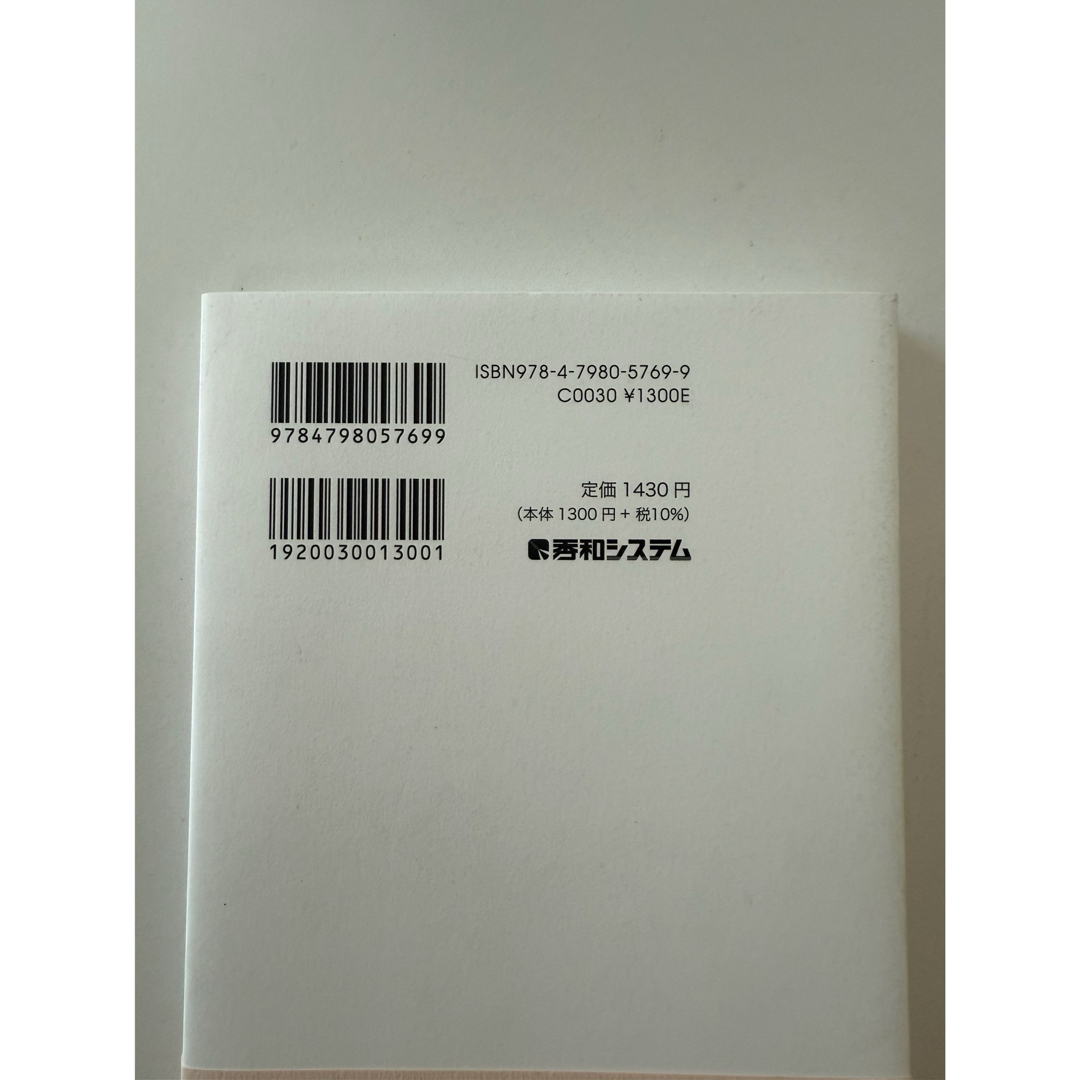 9784798057699
ISBN978-4-7980-5769-9
C0030 ¥1300E
1920030013001
定価 1430 円
(本体 1300 円 + 税10%)
秀和システム